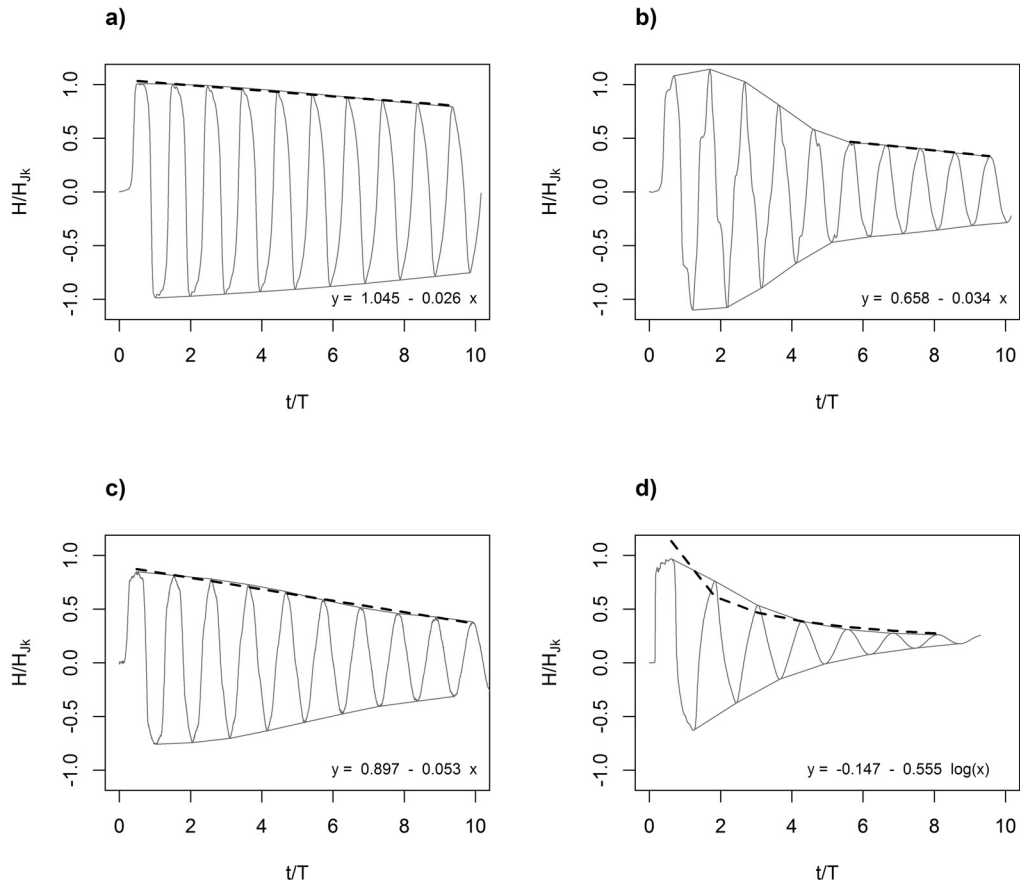 a)
1.0
0.5
0.0
-0.5
-1.0
H/H_Jk
y = 1.045 - 0.026 x
0 2 4 6 8 10
t/T
b)
1.0
0.5
0.0
-0.5
-1.0
H/H_Jk
y = 0.658 - 0.034 x
0 2 4 6 8 10
t/T
c)
1.0
0.5
0.0
-0.5
-1.0
H/H_Jk
y = 0.897 - 0.053 x
0 2 4 6 8 10
t/T
d)
1.0
0.5
0.0
-0.5
-1.0
H/H_Jk
y = -0.147 - 0.555 log(x)
0 2 4 6 8 10
t/T